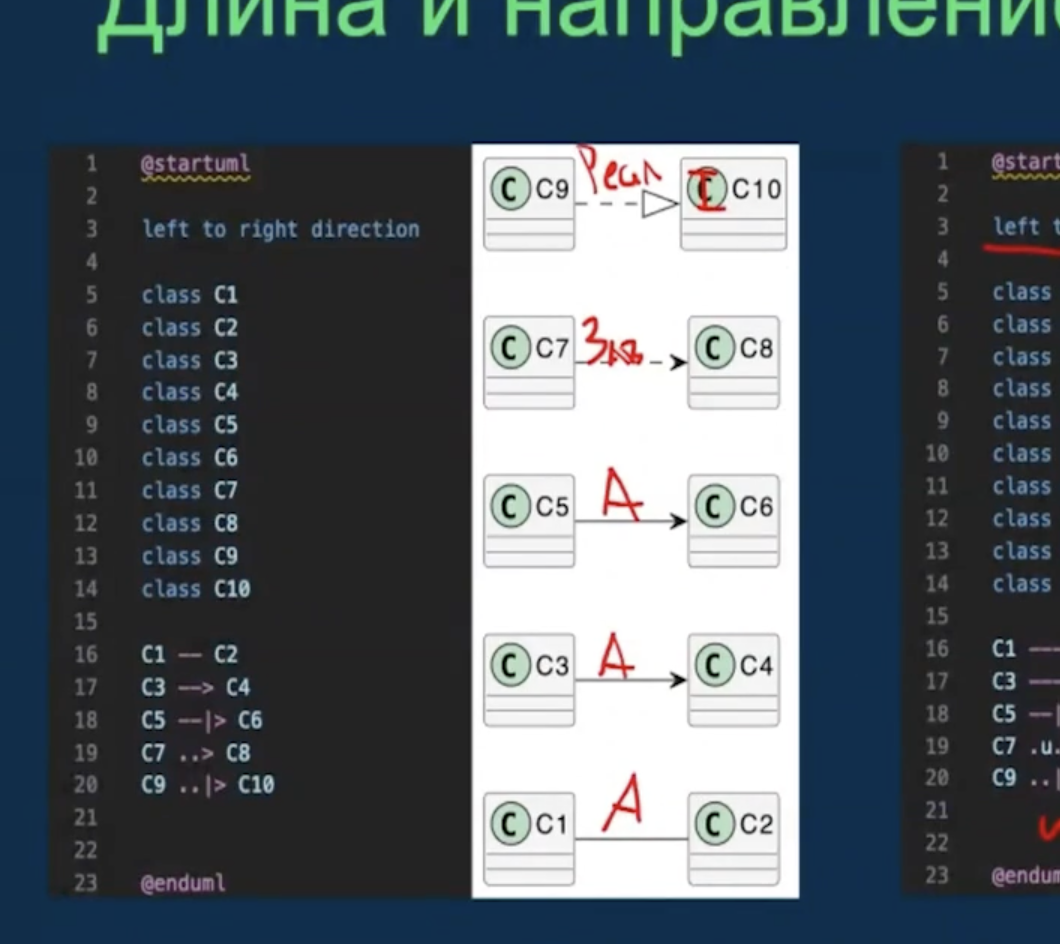 Длина и направление
1 @startuml
2
3 left to right direction
4
5 class C1
6 class C2
7 class C3
8 class C4
9 class C5
10 class C6
11 class C7
12 class C8
13 class C9
14 class C10
15
16 C1 -- C2
17 C3 --> C4
18 C5 --|> C6
19 C7 ..> C8
20 C9 ..|> C10
21
22
23 @enduml
C C9 Реал I C10
C C7 Зав C C8
C C5 A C C6
C C3 A C C4
C C1 A C C2
1 @start
2
3 left t
4
5 class
6 class
7 class
8 class
9 class
10 class
11 class
12 class
13 class
14 class
15
16 C1 --
17 C3 --
18 C5 --|
19 C7 .u.
20 C9 ..|
21
22
23 @endum